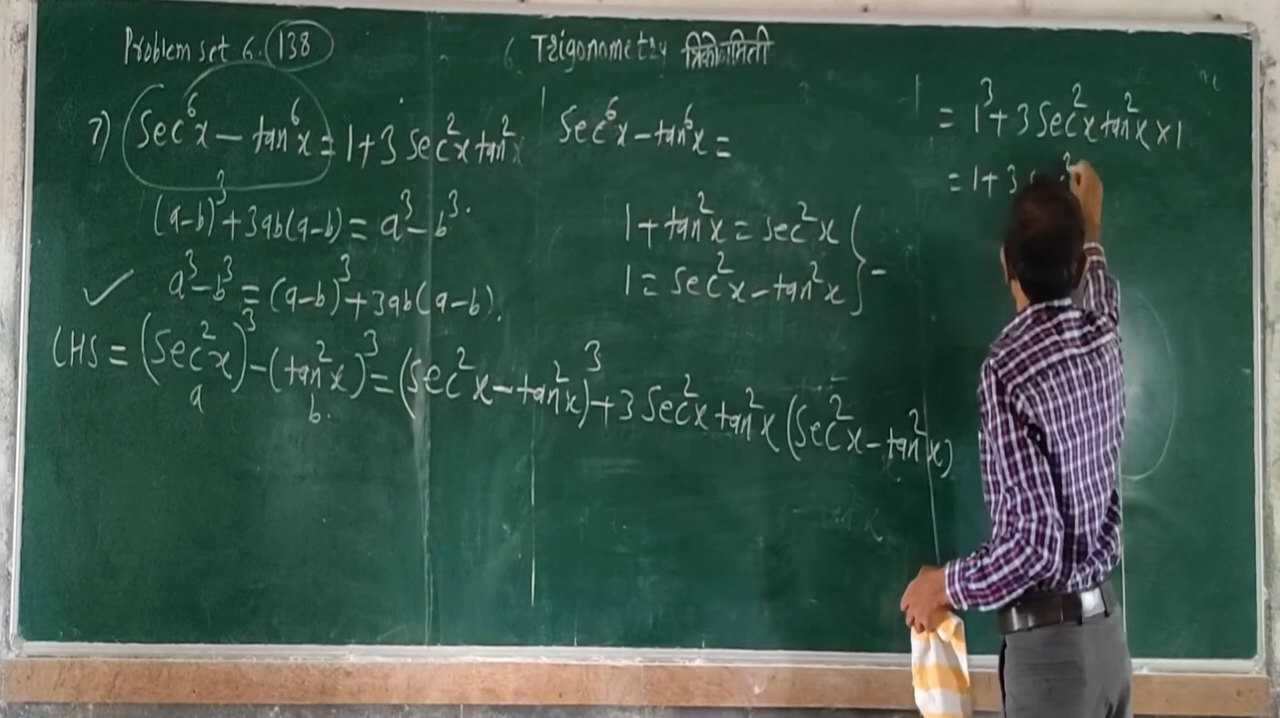 Problem set 6. 138
6. Trigonometry त्रिकोणमिती
7) Sec⁶x - tan⁶x = 1 + 3 Sec²x tan²x
(a-b)³ + 3ab(a-b) = a³ - b³.
✓ a³ - b³ = (a-b)³ + 3ab(a-b).
LHS = (Sec²x)³ - (tan²x)³ = (Sec²x - tan²x)³ + 3 Sec²x tan²x (Sec²x - tan²x)
a b.
Sec⁶x - tan⁶x =
1 + tan²x = sec²x
1 = sec²x - tan²x } -
= 1³ + 3 Sec²x tan²x × 1
= 1 + 3